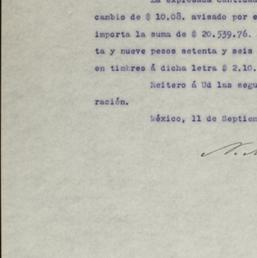 La expresada cantidad
cambio de $ 10.08, avisado por e
importa la suma de $ 20.539.76.
ta y nueve pesos setenta y seis
en timbres á dicha letra $ 2.10.
Reitero á Ud las segu
ración.
México, 11 de Septiem